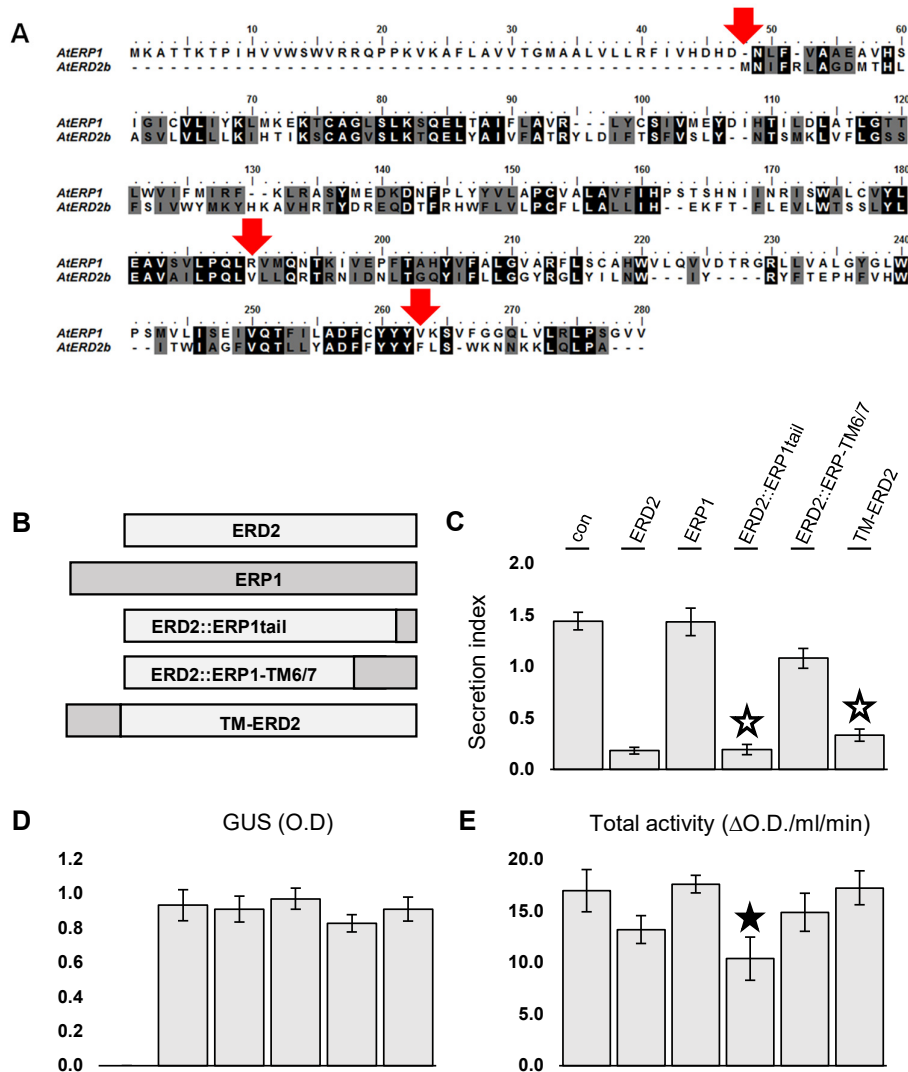 A
10 20 30 40 50 60
AtERP1 MKATTKTPIHVVWSWVRRQPPKVKAFLAVVTGMAALVLLRFIVHDHD-NLF-VAAEAVHS
AtERD2b -----------------------------------------------MNIFRLAGDMTHL
70 80 90 100 110 120
AtERP1 IGICVLIYKLMKEKTCAGLSLKSQELTAIFLAVR---LYCSIVMEYDIHTILDLATLGTT
AtERD2b ASVLVLLLKIHTIKSCAGVSLKTQELYAIVFATRYLDIFTSFVSLY--NTSMKLVFLGSS
130 140 150 160 170 180
AtERP1 LWVIFMIRF--KLRASYMEDKDNFPLYYVLAPCVALAVFIHPSTSHNIINRISWALCVYL
AtERD2b FSIVWYMKYHKAVHRTYDREQDTFRHWFLVLPCFLLALLIH--EKFTF-LEVLWTSSLYL
190 200 210 220 230 240
AtERP1 EAVSVLPQLRVMQNTKIVEPFTAHYVFALGVARFLSCAHWVLQVVDTRGRLLVALGYGLW
AtERD2b EAVAILPQLVLLQRTRNIDNLTGQYIFLLGGYRGLYILNW----IY---RYFTEPHFVHW
250 260 270 280
AtERP1 PSMVLISEIVQTFILADFCYYYVKSVFGGQLVLRLPSGVV
AtERD2b --ITWIAGFVQTLLYADFFYYYFLS-WKNNKKLQLPA---
B
ERD2
ERP1
ERD2::ERP1tail
ERD2::ERP1-TM6/7
TM-ERD2
C
con
ERD2
ERP1
ERD2::ERP1tail
ERD2::ERP-TM6/7
TM-ERD2
Secretion index
2.0
1.5
1.0
0.5
0.0
D
GUS (O.D)
1.2
1.0
0.8
0.6
0.4
0.2
0.0
E
Total activity (ΔO.D./ml/min)
20.0
15.0
10.0
5.0
0.0